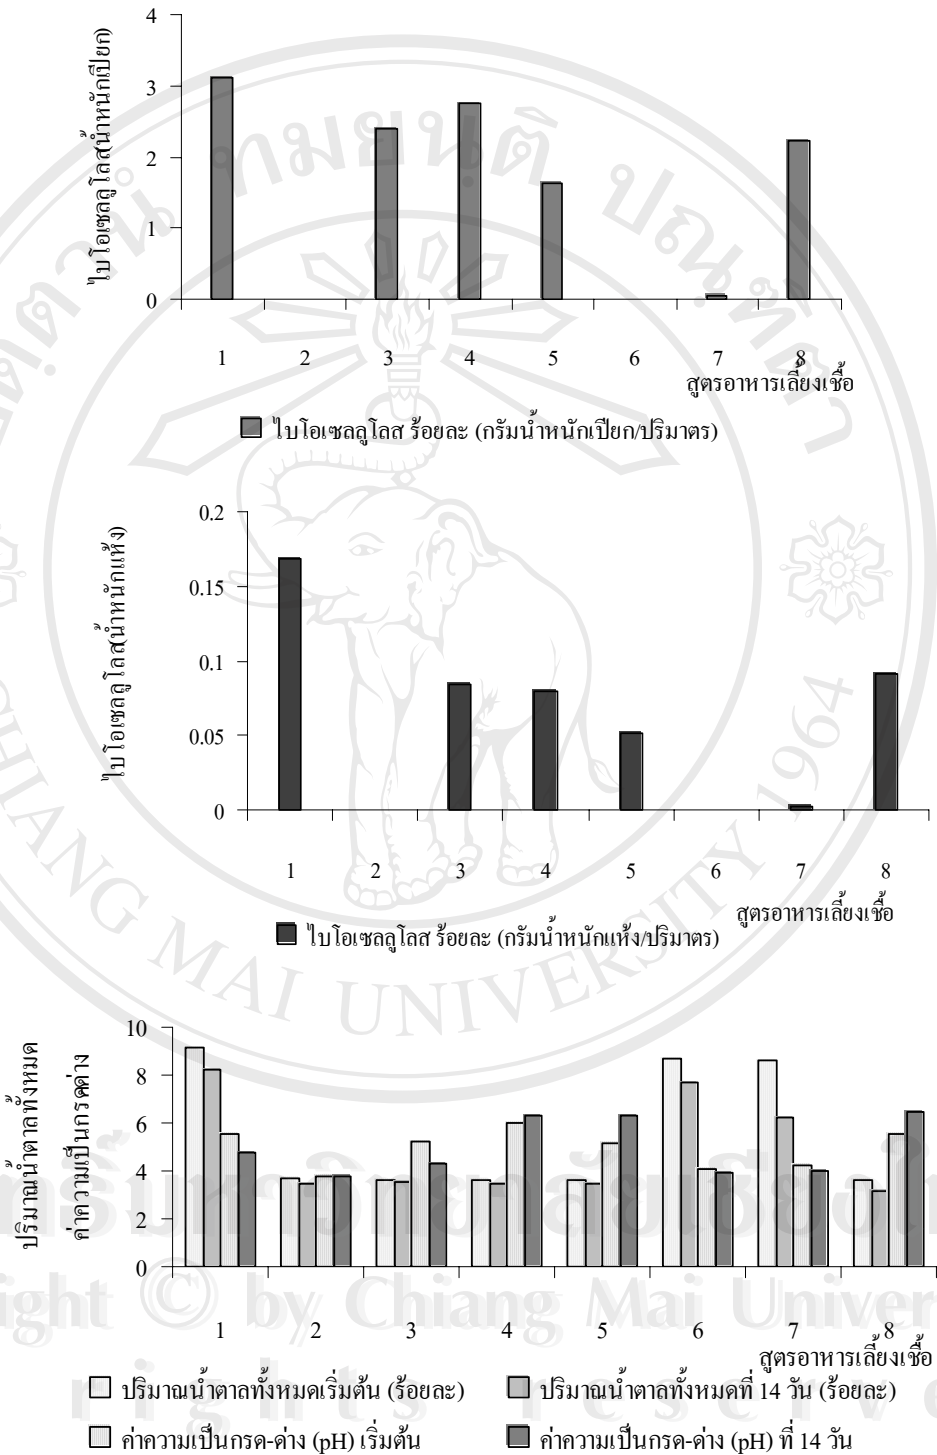 4
3
2
1
0
ไบโอเซลลูโลส(น้ำหนักเปียก)
1 2 3 4 5 6 7 8
สูตรอาหารเลี้ยงเชื้อ
ไบโอเซลลูโลส ร้อยละ (กรัมน้ำหนักเปียก/ปริมาตร)
0.2
0.15
0.1
0.05
0
ไบโอเซลลูโลส(น้ำหนักแห้ง)
1 2 3 4 5 6 7 8
สูตรอาหารเลี้ยงเชื้อ
ไบโอเซลลูโลส ร้อยละ (กรัมน้ำหนักแห้ง/ปริมาตร)
CHIANG MAI UNIVERSITY 1964
10
8
6
4
2
0
ปริมาณน้ำตาลทั้งหมด
ค่าความเป็นกรดด่าง
1 2 3 4 5 6 7 8
สูตรอาหารเลี้ยงเชื้อ
ปริมาณน้ำตาลทั้งหมดเริ่มต้น (ร้อยละ) ปริมาณน้ำตาลทั้งหมดที่ 14 วัน (ร้อยละ)
ค่าความเป็นกรด-ด่าง (pH) เริ่มต้น ค่าความเป็นกรด-ด่าง (pH) ที่ 14 วัน
© by Chiang Mai
rights